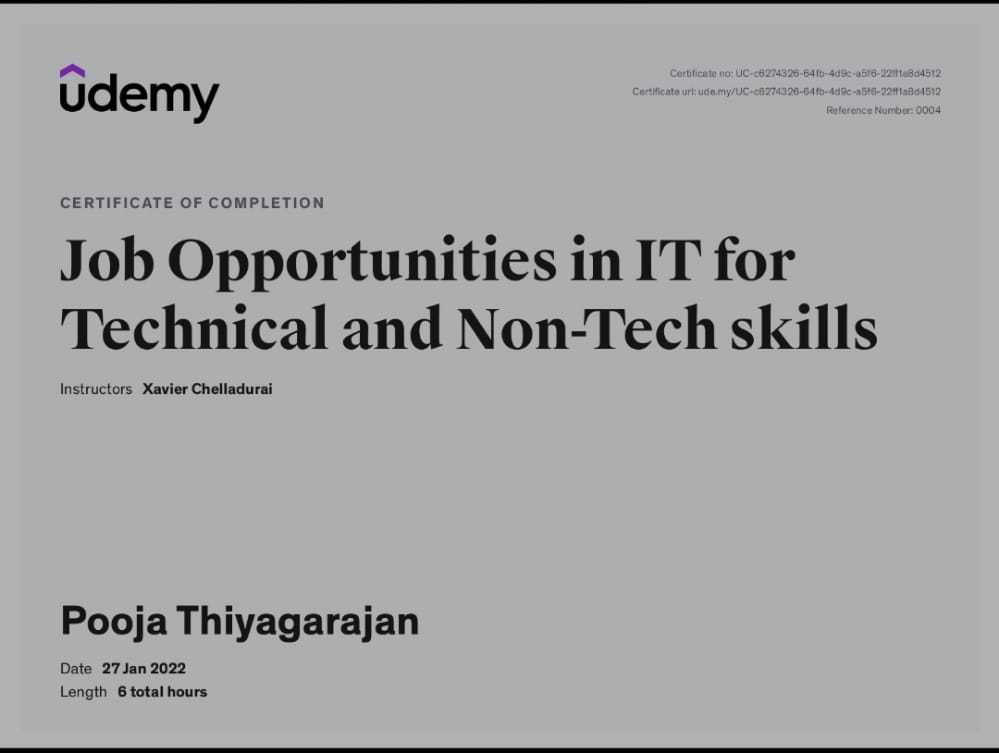 udemy
Certificate no: UC-c6274326-64fb-4d9c-a5f6-22ff1a8d4512
Certificate url: ude.my/UC-c6274326-64fb-4d9c-a5f6-22ff1a8d4512
Reference Number: 0004
CERTIFICATE OF COMPLETION
Job Opportunities in IT for
Technical and Non-Tech skills
Instructors Xavier Chelladurai
Pooja Thiyagarajan
Date 27 Jan 2022
Length 6 total hours